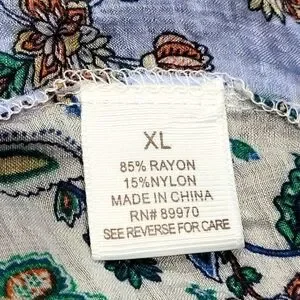 XL
85% RAYON
15%NYLON
MADE IN CHINA
RN# 89970
SEE REVERSE FOR CARE